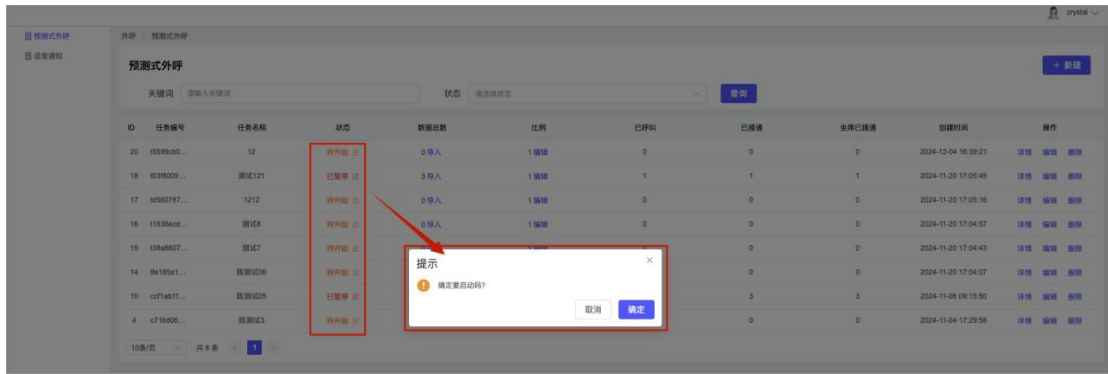 crystal
预测式外呼
外呼 > 预测式外呼
语音通知
预测式外呼
+ 新建
关键词 请输入关键词 状态 请选择状态 查询
ID 任务编号 任务名称 状态 数据总数 比例 已呼叫 已接通 坐席已接通 创建时间 操作
20 t5599cb0... 12 待开始 0 导入 1 编辑 0 0 0 2024-12-04 16:39:21 详情 编辑 删除
18 t03f8009... 测试121 已暂停 3 导入 1 编辑 1 1 1 2024-11-20 17:05:45 详情 编辑 删除
17 td560787... 1212 待开始 0 导入 1 编辑 0 0 0 2024-11-20 17:05:16 详情 编辑 删除
16 t1838ecd... 测试8 待开始 0 导入 1 编辑 0 0 0 2024-11-20 17:04:57 详情 编辑 删除
15 t38a8607... 测试7 待开始 1 编辑 0 0 2024-11-20 17:04:43 详情 编辑 删除
14 tfe185a1... 陈测试06 待开始 0 0 2024-11-20 17:04:07 详情 编辑 删除
10 ccf1ab11... 陈测试05 已暂停 3 3 2024-11-06 09:15:50 详情 编辑 删除
4 c716d06... 陈测试3 待开始 0 0 2024-11-04 17:29:58 详情 编辑 删除
提示 ×
确定要启动吗?
取消 确定
10条/页 共 8 条 < 1 >